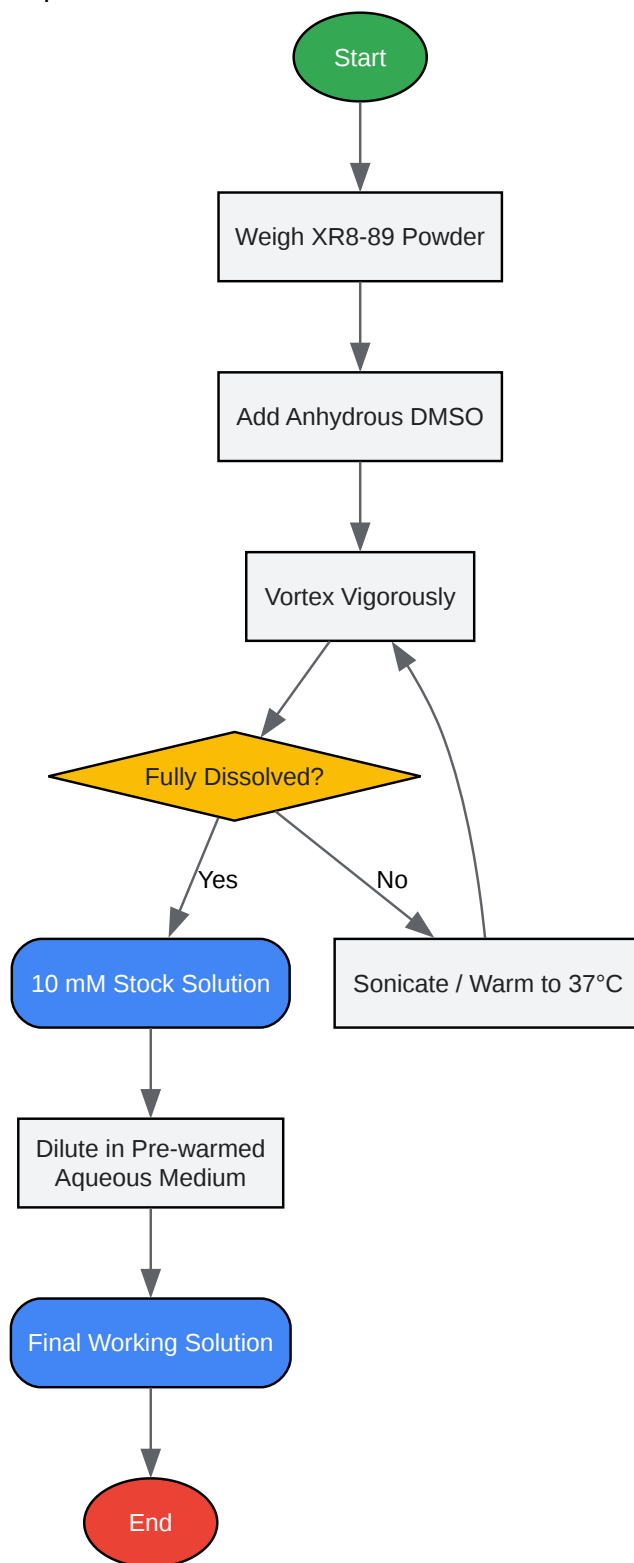 Start
Weigh XR8-89 Powder
Add Anhydrous DMSO
Vortex Vigorously
Fully Dissolved?
Yes
No
10 mM Stock Solution
Sonicate / Warm to 37°C
Dilute in Pre-warmed
Aqueous Medium
Final Working Solution
End